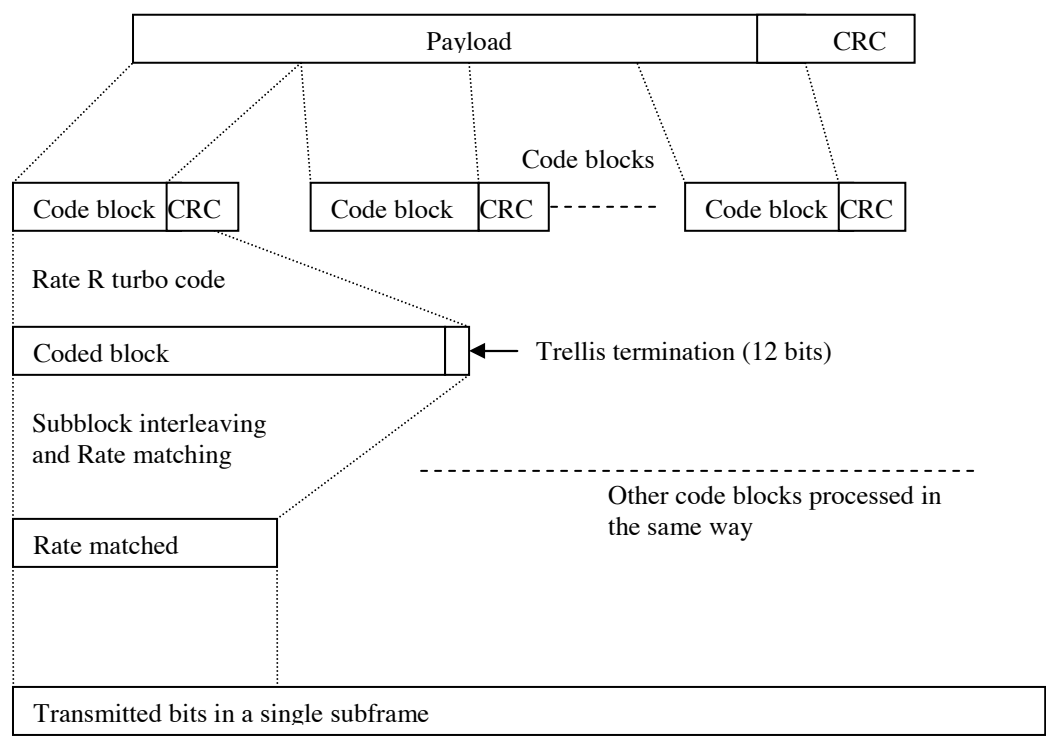 Payload
CRC
Code blocks
Code block CRC
Code block CRC
Code block CRC
Rate R turbo code
Coded block
Trellis termination (12 bits)
Subblock interleaving
and Rate matching
Other code blocks processed in
the same way
Rate matched
Transmitted bits in a single subframe